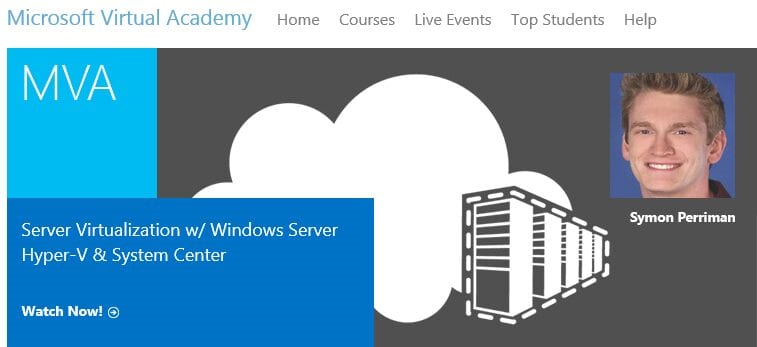 Microsoft Virtual Academy Home Courses Live Events Top Students Help
MVA
Symon Perriman
Server Virtualization w/ Windows Server
Hyper-V & System Center
Watch Now!